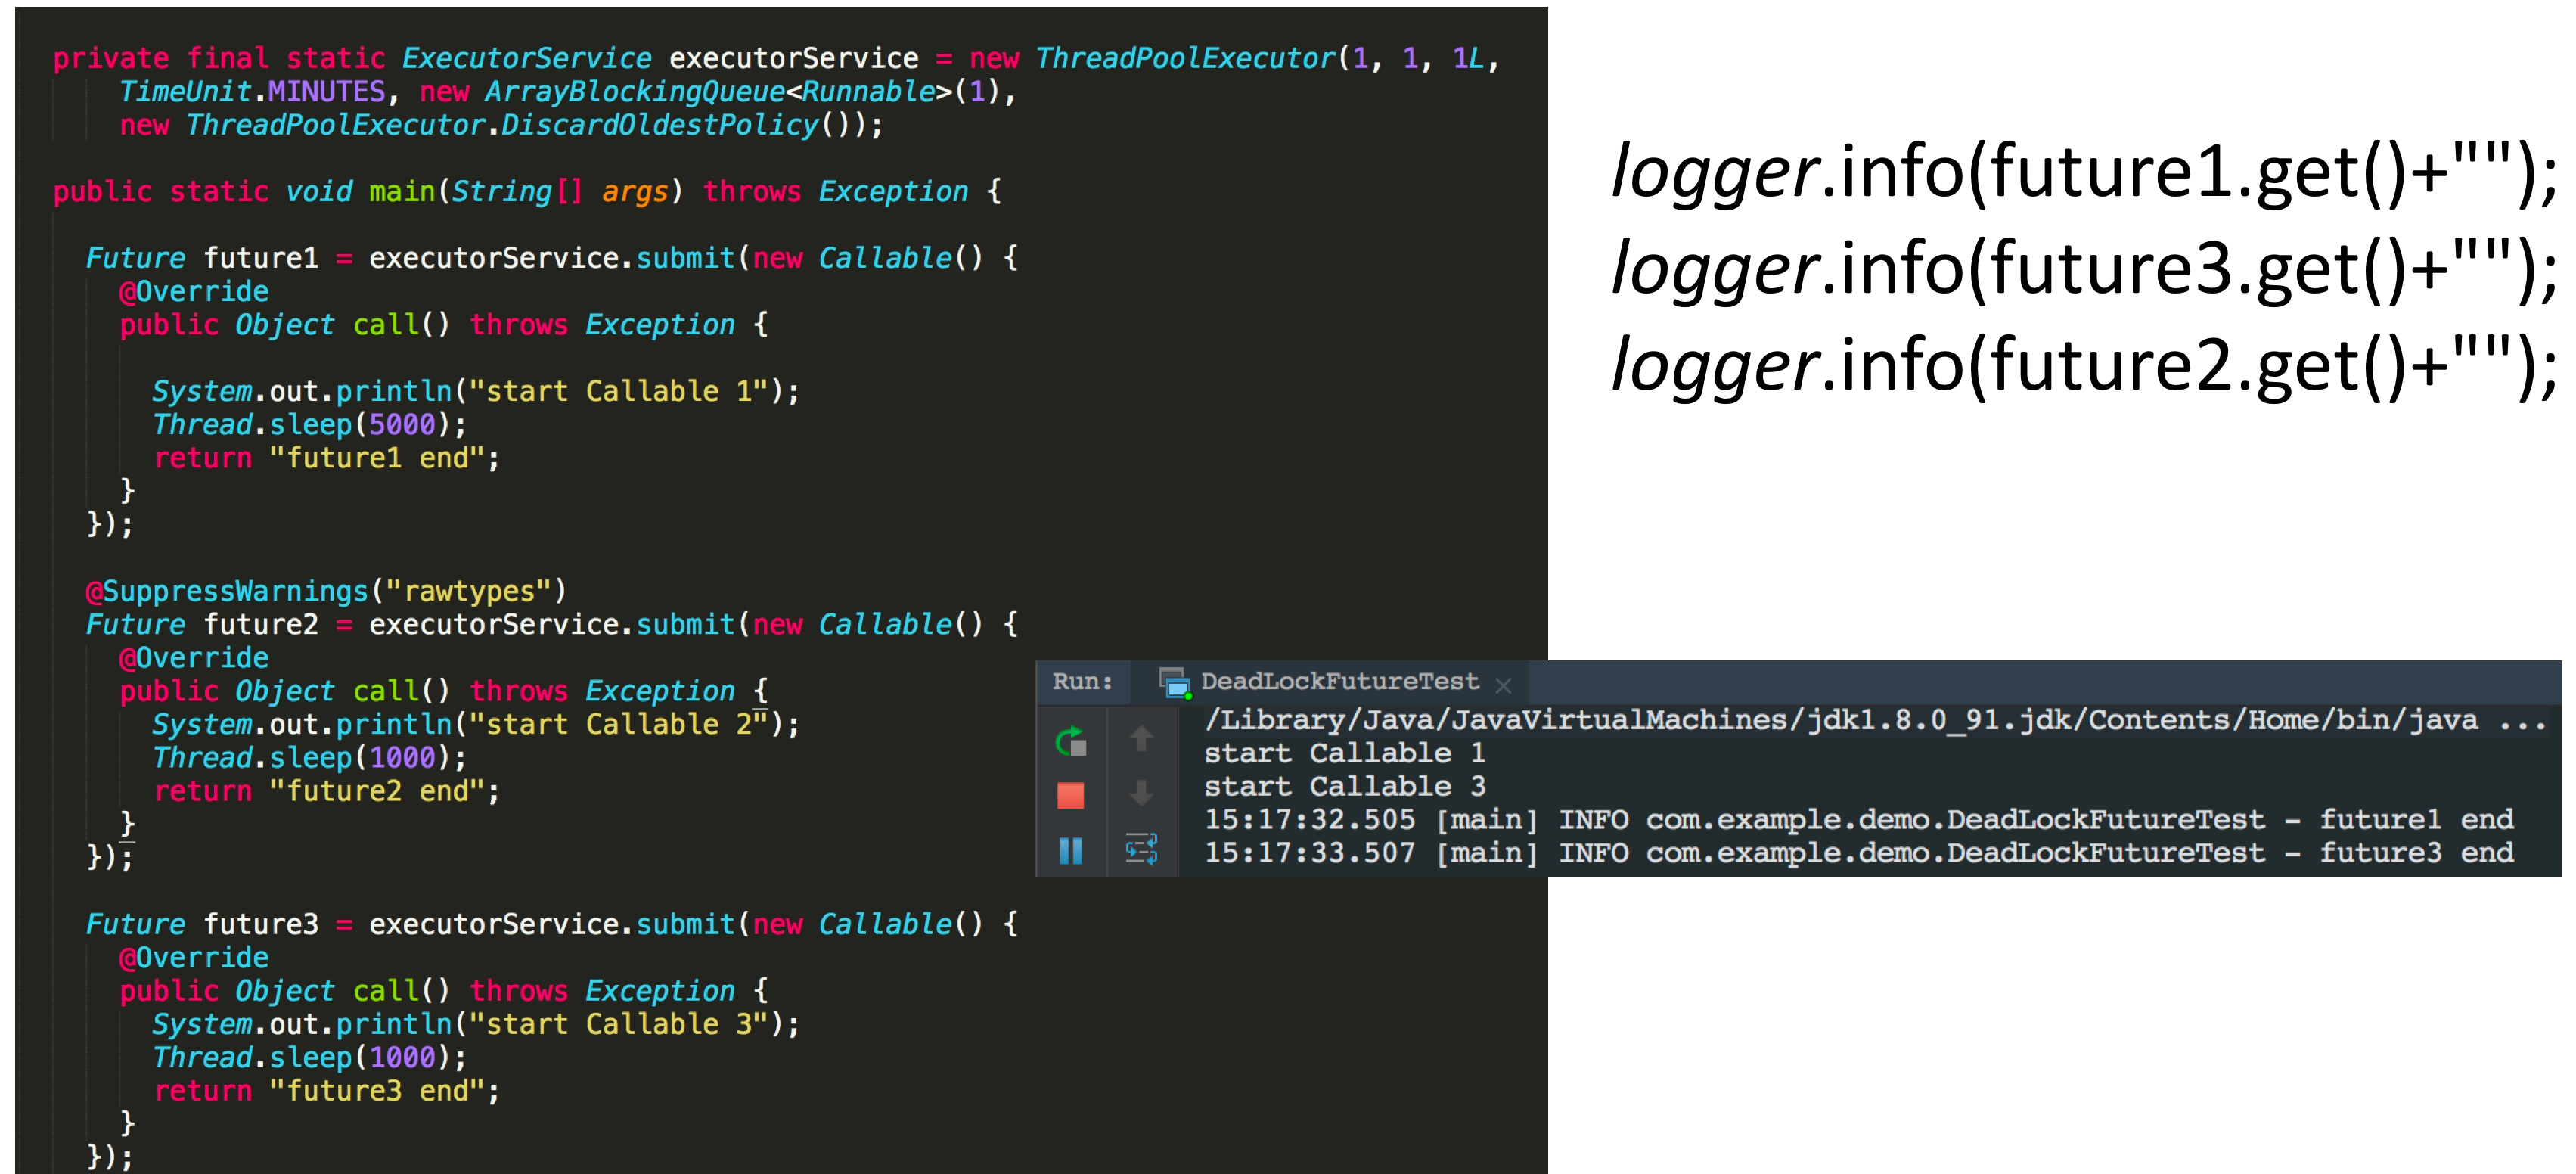 private final static ExecutorService executorService = new ThreadPoolExecutor(1, 1, 1L,
TimeUnit.MINUTES, new ArrayBlockingQueue<Runnable>(1),
new ThreadPoolExecutor.DiscardOldestPolicy());
public static void main(String[] args) throws Exception {
Future future1 = executorService.submit(new Callable() {
@Override
public Object call() throws Exception {
System.out.println("start Callable 1");
Thread.sleep(5000);
return "future1 end";
}
});
@SuppressWarnings("rawtypes")
Future future2 = executorService.submit(new Callable() {
@Override
public Object call() throws Exception {
System.out.println("start Callable 2");
Thread.sleep(1000);
return "future2 end";
}
});
Future future3 = executorService.submit(new Callable() {
@Override
public Object call() throws Exception {
System.out.println("start Callable 3");
Thread.sleep(1000);
return "future3 end";
}
});
logger.info(future1.get()+"");
logger.info(future3.get()+"");
logger.info(future2.get()+"");
Run: DeadLockFutureTest
/Library/Java/JavaVirtualMachines/jdk1.8.0_91.jdk/Contents/Home/bin/java ...
start Callable 1
start Callable 3
15:17:32.505 [main] INFO com.example.demo.DeadLockFutureTest - future1 end
15:17:33.507 [main] INFO com.example.demo.DeadLockFutureTest - future3 end